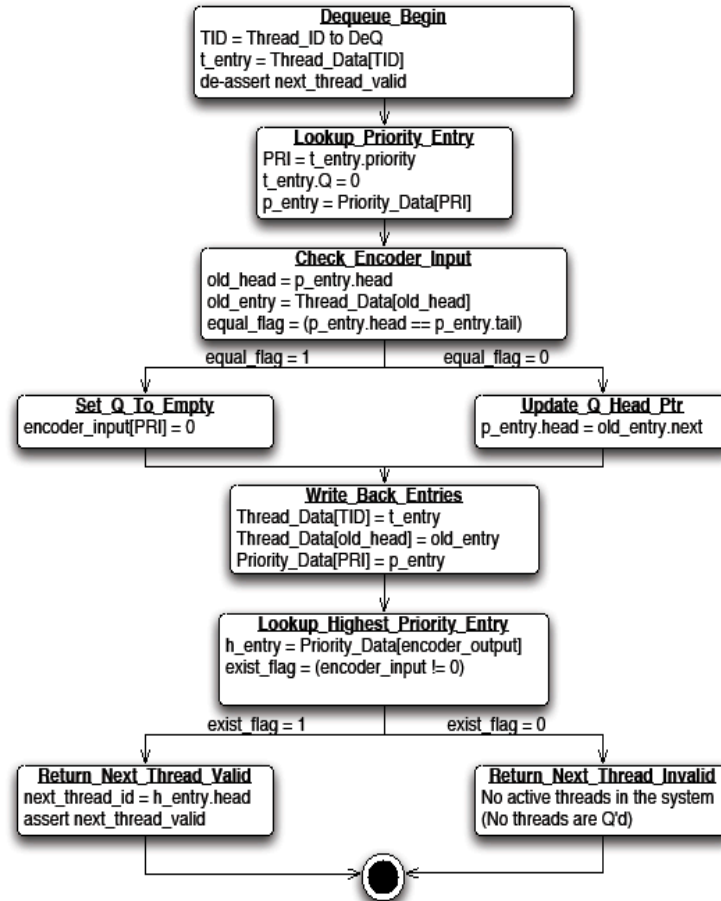 Dequeue_Begin
TID = Thread_ID to DeQ
t_entry = Thread_Data[TID]
de-assert next_thread_valid
Lookup_Priority_Entry
PRI = t_entry.priority
t_entry.Q = 0
p_entry = Priority_Data[PRI]
Check_Encoder_Input
old_head = p_entry.head
old_entry = Thread_Data[old_head]
equal_flag = (p_entry.head == p_entry.tail)
equal_flag = 1
equal_flag = 0
Set_Q_To_Empty
encoder_input[PRI] = 0
Update_Q_Head_Ptr
p_entry.head = old_entry.next
Write_Back_Entries
Thread_Data[TID] = t_entry
Thread_Data[old_head] = old_entry
Priority_Data[PRI] = p_entry
Lookup_Highest_Priority_Entry
h_entry = Priority_Data[encoder_output]
exist_flag = (encoder_input != 0)
exist_flag = 1
exist_flag = 0
Return_Next_Thread_Valid
next_thread_id = h_entry.head
assert next_thread_valid
Return_Next_Thread_Invalid
No active threads in the system
(No threads are Q'd)